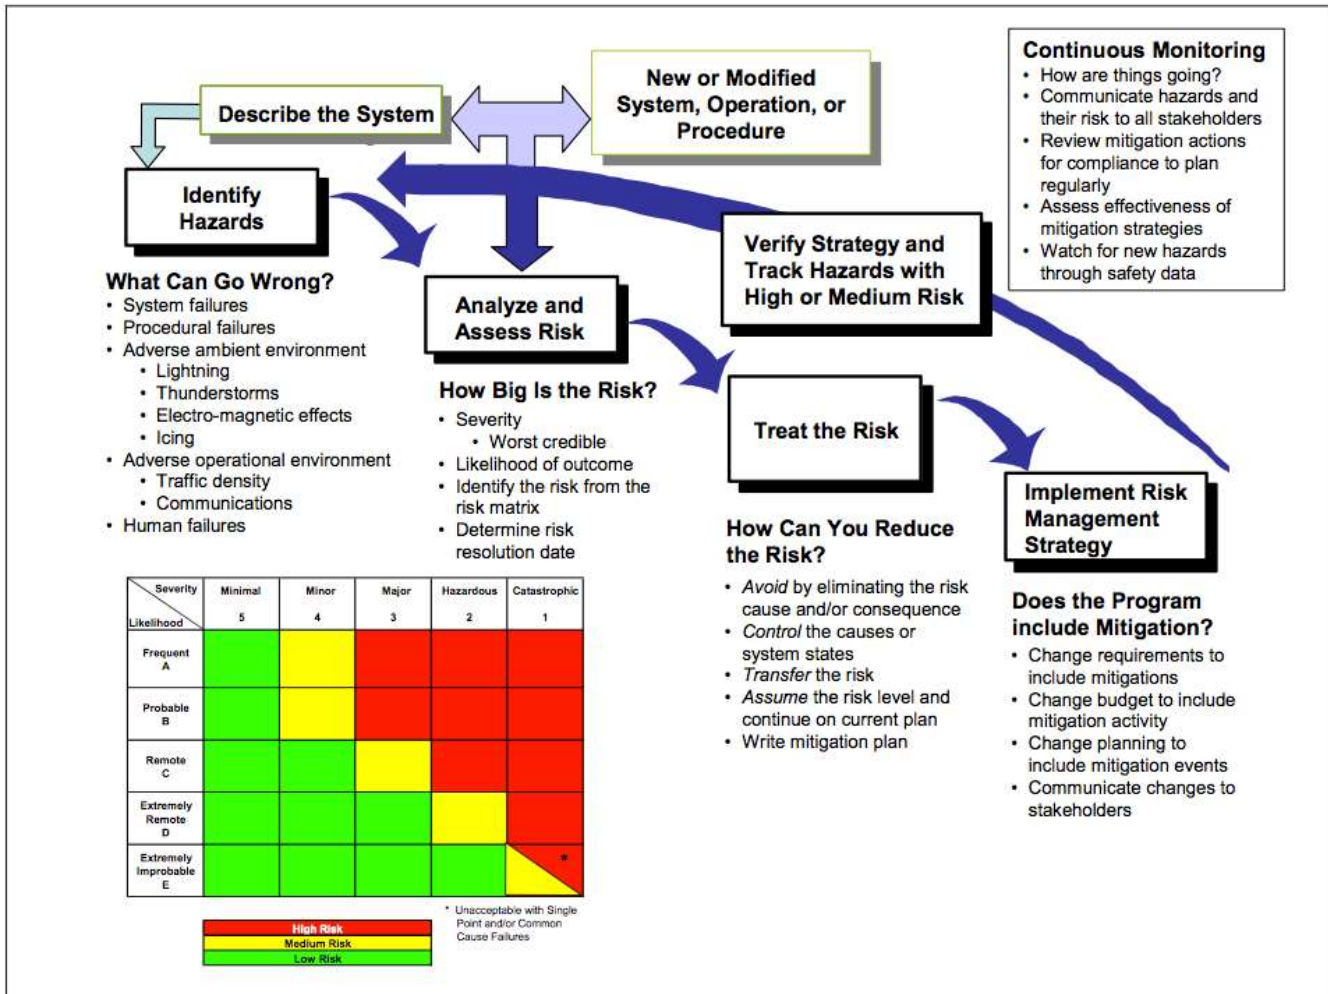 Describe the System
New or Modified
System, Operation, or
Procedure
Continuous Monitoring
• How are things going?
• Communicate hazards and
their risk to all stakeholders
• Review mitigation actions
for compliance to plan
regularly
• Assess effectiveness of
mitigation strategies
• Watch for new hazards
through safety data
Identify
Hazards
What Can Go Wrong?
• System failures
• Procedural failures
• Adverse ambient environment
• Lightning
• Thunderstorms
• Electro-magnetic effects
• Icing
• Adverse operational environment
• Traffic density
• Communications
• Human failures
Analyze and
Assess Risk
How Big Is the Risk?
• Severity
• Worst credible
• Likelihood of outcome
• Identify the risk from the
risk matrix
• Determine risk
resolution date
Verify Strategy and
Track Hazards with
High or Medium Risk
Treat the Risk
How Can You Reduce
the Risk?
• Avoid by eliminating the risk
cause and/or consequence
• Control the causes or
system states
• Transfer the risk
• Assume the risk level and
continue on current plan
• Write mitigation plan
Implement Risk
Management
Strategy
Does the Program
include Mitigation?
• Change requirements to
include mitigations
• Change budget to include
mitigation activity
• Change planning to
include mitigation events
• Communicate changes to
stakeholders
Severity
Likelihood
Minimal
5
Minor
4
Major
3
Hazardous
2
Catastrophic
1
Frequent
A
Probable
B
Remote
C
Extremely
Remote
D
Extremely
Improbable
E
*
* Unacceptable with Single
Point and/or Common
Cause Failures
High Risk
Medium Risk
Low Risk